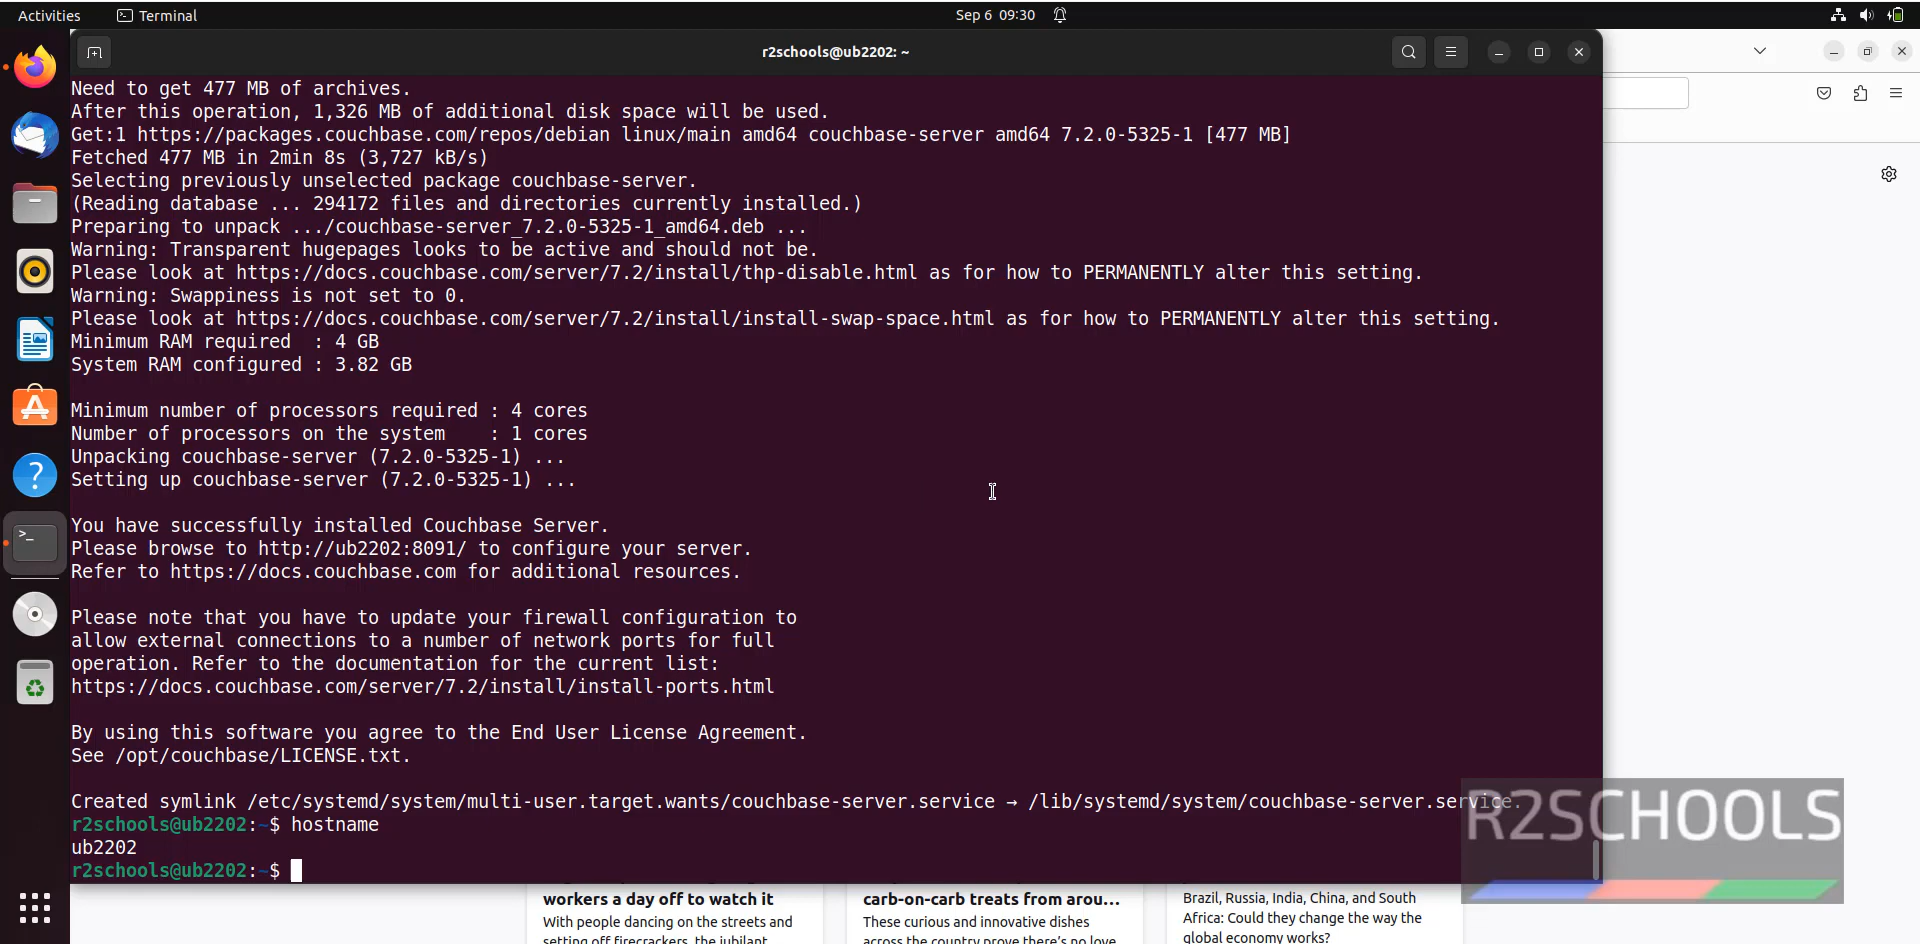 Activities
Terminal
Sep 6 09:30
r2schools@ub2202: ~
Need to get 477 MB of archives.
After this operation, 1,326 MB of additional disk space will be used.
Get:1 https://packages.couchbase.com/repos/debian linux/main amd64 couchbase-server amd64 7.2.0-5325-1 [477 MB]
Fetched 477 MB in 2min 8s (3,727 kB/s)
Selecting previously unselected package couchbase-server.
(Reading database ... 294172 files and directories currently installed.)
Preparing to unpack .../couchbase-server_7.2.0-5325-1_amd64.deb ...
Warning: Transparent hugepages looks to be active and should not be.
Please look at https://docs.couchbase.com/server/7.2/install/thp-disable.html as for how to PERMANENTLY alter this setting.
Warning: Swappiness is not set to 0.
Please look at https://docs.couchbase.com/server/7.2/install/install-swap-space.html as for how to PERMANENTLY alter this setting.
Minimum RAM required  : 4 GB
System RAM configured : 3.82 GB
Minimum number of processors required : 4 cores
Number of processors on the system    : 1 cores
Unpacking couchbase-server (7.2.0-5325-1) ...
Setting up couchbase-server (7.2.0-5325-1) ...
You have successfully installed Couchbase Server.
Please browse to http://ub2202:8091/ to configure your server.
Refer to https://docs.couchbase.com for additional resources.
Please note that you have to update your firewall configuration to
allow external connections to a number of network ports for full
operation. Refer to the documentation for the current list:
https://docs.couchbase.com/server/7.2/install/install-ports.html
By using this software you agree to the End User License Agreement.
See /opt/couchbase/LICENSE.txt.
Created symlink /etc/systemd/system/multi-user.target.wants/couchbase-server.service → /lib/systemd/system/couchbase-server.service.
r2schools@ub2202:~$ hostname
ub2202
r2schools@ub2202:~$
R2SCHOOLS
workers a day off to watch it
With people dancing on the streets and
setting off firecrackers, the jubilant
carb-on-carb treats from arou...
These curious and innovative dishes
across the country prove there's no love
Brazil, Russia, India, China, and South
Africa: Could they change the way the
global economy works?